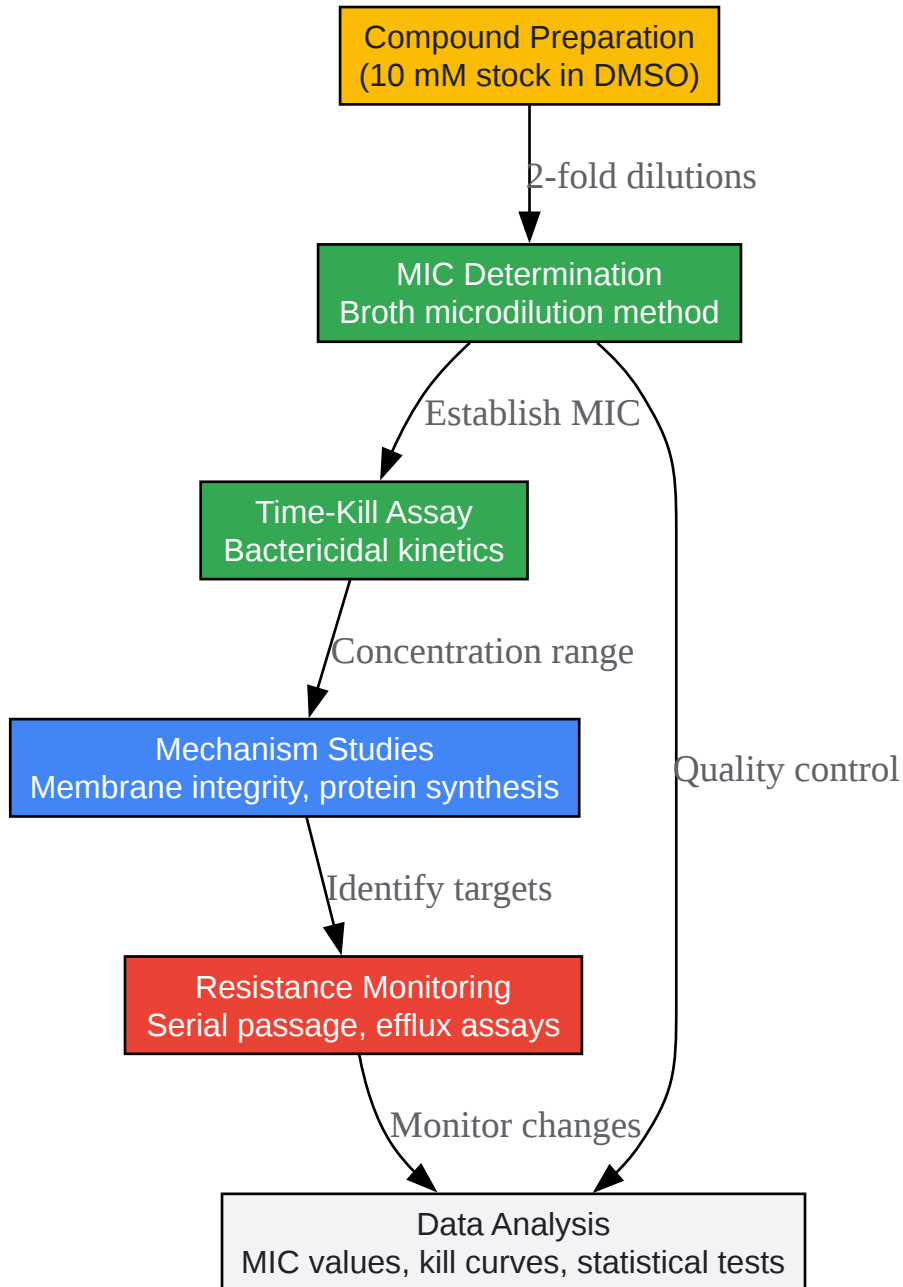 Compound Preparation
(10 mM stock in DMSO)
2-fold dilutions
MIC Determination
Broth microdilution method
Establish MIC
Time-Kill Assay
Bactericidal kinetics
Concentration range
Mechanism Studies
Membrane integrity, protein synthesis
Quality control
Identify targets
Resistance Monitoring
Serial passage, efflux assays
Monitor changes
Data Analysis
MIC values, kill curves, statistical tests